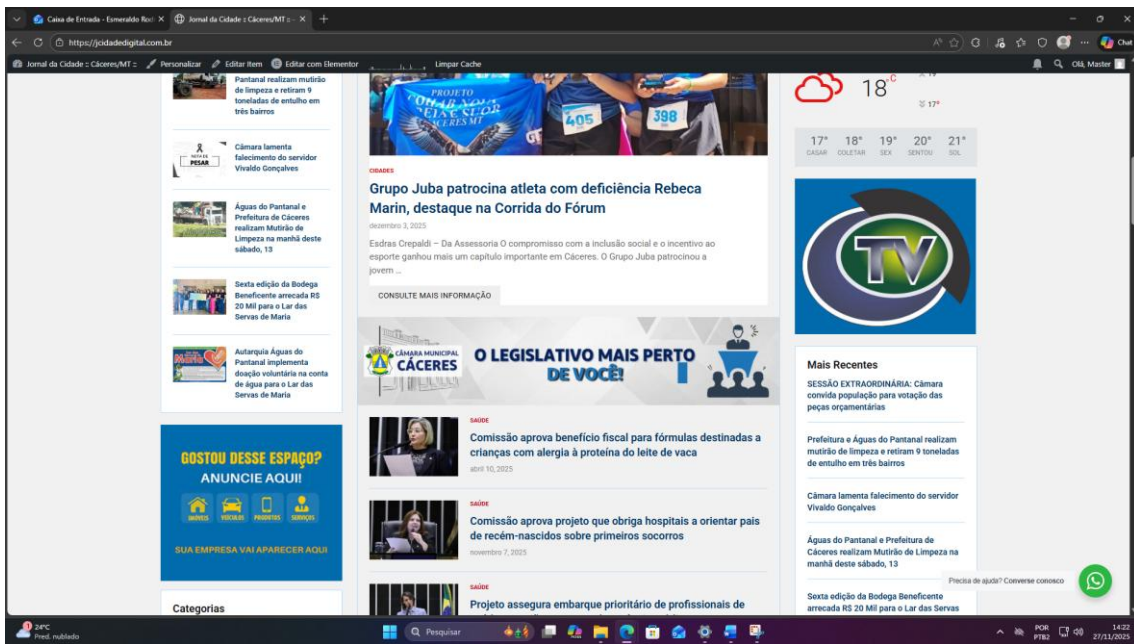 Caixa de Entrada - Esmeraldo Rod
Jornal da Cidade :: Cáceres/MT ::
https://jcidadedigital.com.br
Chat
Jornal da Cidade :: Cáceres/MT ::
Personalizar
Editar Item
Editar com Elementor
Limpar Cache
Olá, Master
Pantanal realizam mutirão
de limpeza e retiram 9
toneladas de entulho em
três bairros
NOTA DE
PESAR
Câmara lamenta
falecimento do servidor
Vivaldo Gonçalves
Águas do Pantanal e
Prefeitura de Cáceres
realizam Mutirão de
Limpeza na manhã deste
sábado, 13
Sexta edição da Bodega
Beneficente arrecada R$
20 Mil para o Lar das
Servas de Maria
Autarquia Águas do
Pantanal implementa
doação voluntária na conta
de água para o Lar das
Servas de Maria
GOSTOU DESSE ESPAÇO?
ANUNCIE AQUI!
IMÓVEIS
VEÍCULOS
PRODUTOS
SERVIÇOS
SUA EMPRESA VAI APARECER AQUI
Categorias
PROJETO
405
398
CIDADES
Grupo Juba patrocina atleta com deficiência Rebeca
Marin, destaque na Corrida do Fórum
dezembro 3, 2025
Esdras Crepaldi – Da Assessoria O compromisso com a inclusão social e o incentivo ao
esporte ganhou mais um capítulo importante em Cáceres. O Grupo Juba patrocinou a
jovem ...
CONSULTE MAIS INFORMAÇÃO
CÂMARA MUNICIPAL
CÁCERES
O LEGISLATIVO MAIS PERTO
DE VOCÊ!
SAÚDE
Comissão aprova benefício fiscal para fórmulas destinadas a
crianças com alergia à proteína do leite de vaca
abril 10, 2025
SAÚDE
Comissão aprova projeto que obriga hospitais a orientar pais
de recém-nascidos sobre primeiros socorros
novembro 7, 2025
SAÚDE
Projeto assegura embarque prioritário de profissionais de
18°C
17°
17° 18° 19° 20° 21°
CASAR COLETAR SEX SENTOU SOL
TV
Mais Recentes
SESSÃO EXTRAORDINÁRIA: Câmara
convida população para votação das
peças orçamentárias
Prefeitura e Águas do Pantanal realizam
mutirão de limpeza e retiram 9 toneladas
de entulho em três bairros
Câmara lamenta falecimento do servidor
Vivaldo Gonçalves
Águas do Pantanal e Prefeitura de
Cáceres realizam Mutirão de Limpeza na
manhã deste sábado, 13
Sexta edição da Bodega Beneficente
arrecada R$ 20 Mil para o Lar das Servas
Precisa de ajuda? Converse conosco
24°C
Pred. nublado
Pesquisar
POR
PTB2
14:22
27/11/2025